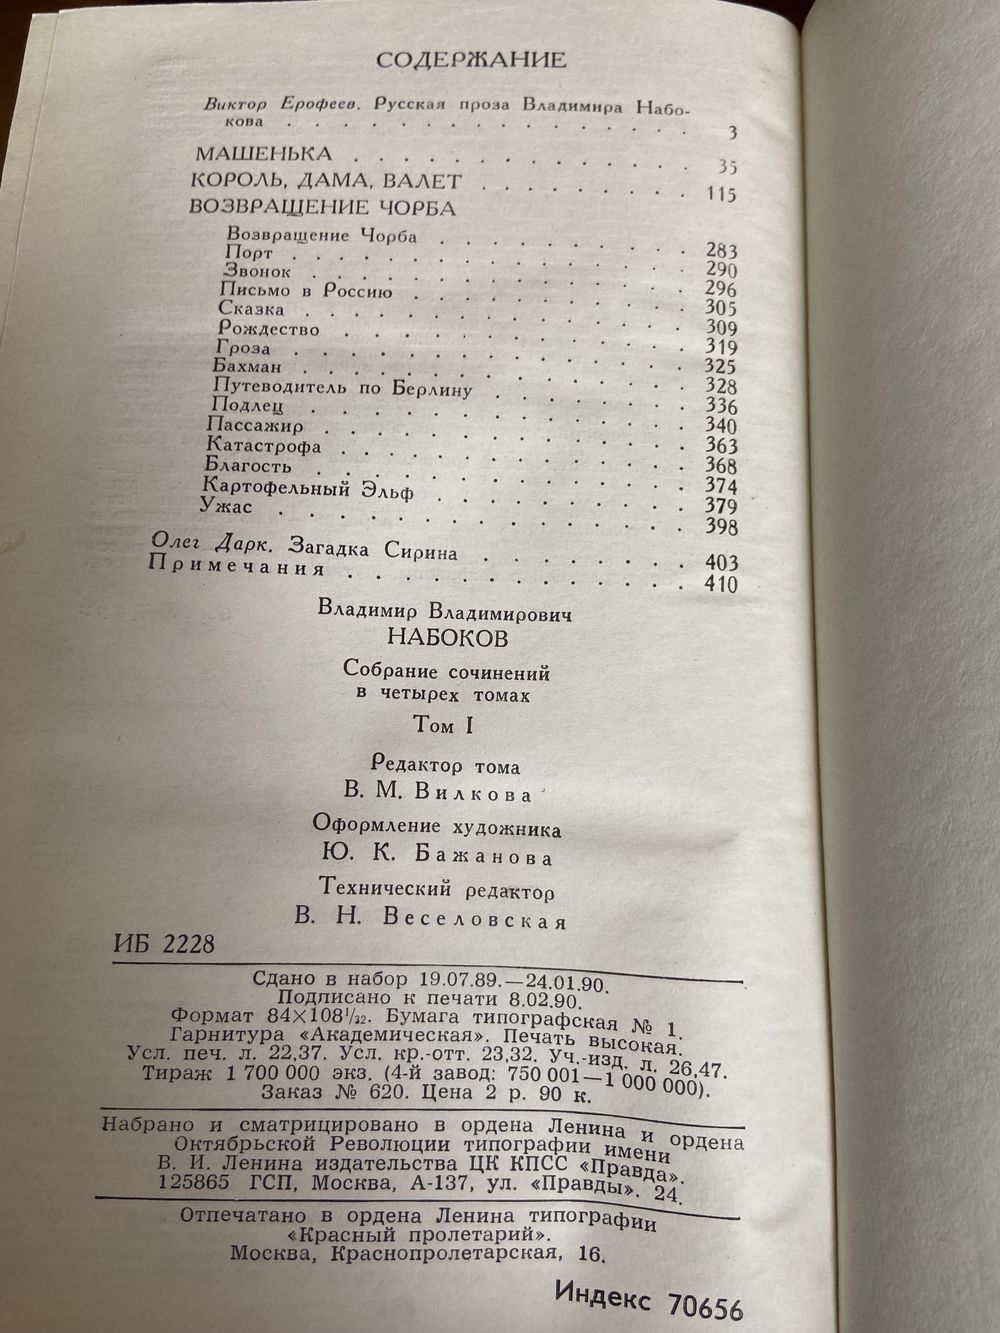 СОДЕРЖАНИЕ
Виктор Ерофеев. Русская проза Владимира Набо-
кова . . . . . . . . . . . . . . . . 3
МАШЕНЬКА . . . . . . . . . . . . 35
КОРОЛЬ, ДАМА, ВАЛЕТ . . . . . . . . 115
ВОЗВРАЩЕНИЕ ЧОРБА
Возвращение Чорба . . . . . . . . . 283
Порт . . . . . . . . . . . . . . 290
Звонок . . . . . . . . . . . . . 296
Письмо в Россию . . . . . . . . . . 305
Сказка . . . . . . . . . . . . . 309
Рождество . . . . . . . . . . . . 319
Гроза . . . . . . . . . . . . . . 325
Бахман . . . . . . . . . . . . . 328
Путеводитель по Берлину . . . . . . . 336
Подлец . . . . . . . . . . . . . 340
Пассажир . . . . . . . . . . . . . 363
Катастрофа . . . . . . . . . . . . 368
Благость . . . . . . . . . . . . . 374
Картофельный Эльф . . . . . . . . . 379
Ужас . . . . . . . . . . . . . . 398
Олег Дарк. Загадка Сирина . . . . . . . . 403
Примечания . . . . . . . . . . . . . 410
Владимир Владимирович
НАБОКОВ
Собрание сочинений
в четырех томах
Том I
Редактор тома
В. М. Вилкова
Оформление художника
Ю. К. Бажанова
Технический редактор
В. Н. Веселовская
ИБ 2228
Сдано в набор 19.07.89.—24.01.90.
Подписано к печати 8.02.90.
Формат 84×108¹/₃₂. Бумага типографская № 1.
Гарнитура «Академическая». Печать высокая.
Усл. печ. л. 22,37. Усл. кр.-отт. 23,32. Уч.-изд. л. 26,47.
Тираж 1 700 000 экз. (4-й завод: 750 001—1 000 000).
Заказ № 620. Цена 2 р. 90 к.
Набрано и сматрицировано в ордена Ленина и ордена
Октябрьской Революции типографии имени
В. И. Ленина издательства ЦК КПСС «Правда».
125865 ГСП, Москва, А-137, ул. «Правды». 24.
Отпечатано в ордена Ленина типографии
«Красный пролетарий».
Москва, Краснопролетарская, 16.
Индекс 70656